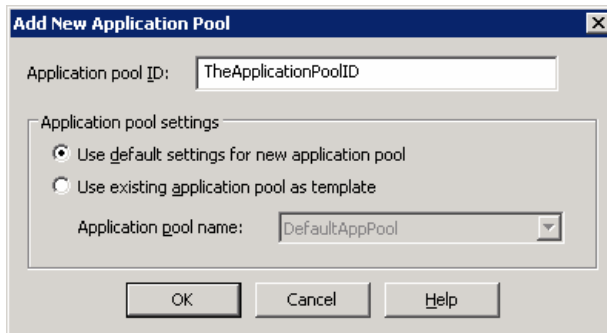 Add New Application Pool
Application pool ID: TheApplicationPoolID
Application pool settings
Use default settings for new application pool
Use existing application pool as template
Application pool name: DefaultAppPool
OK Cancel Help